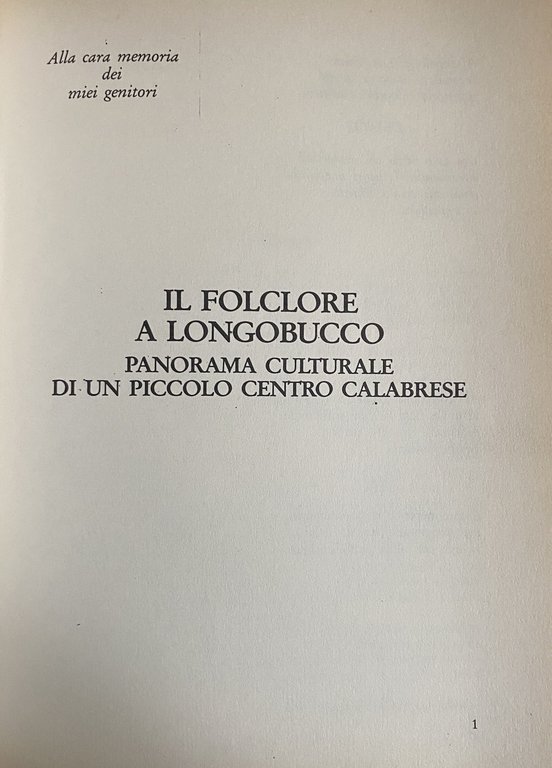 Alla cara memoria
dei
miei genitori
IL FOLCLORE
A LONGOBUCCO
PANORAMA CULTURALE
DI UN PICCOLO CENTRO CALABRESE
1